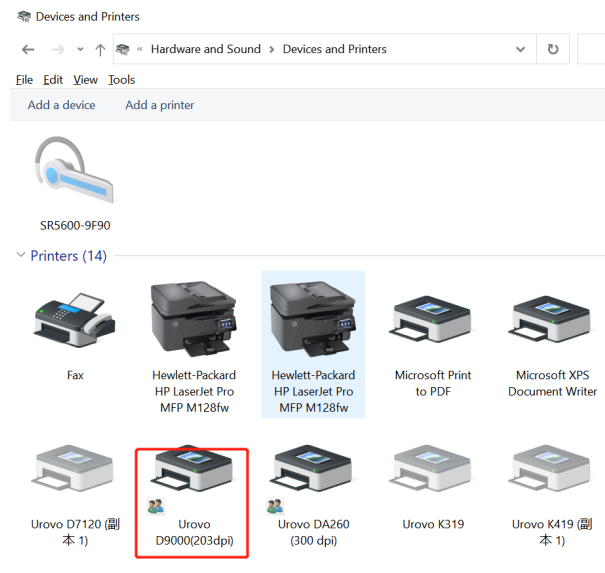 Devices and Printers
« Hardware and Sound > Devices and Printers
File Edit View Tools
Add a device Add a printer
SR5600-9F90
Printers (14)
Fax
Hewlett-Packard
HP LaserJet Pro
MFP M128fw
Hewlett-Packard
HP LaserJet Pro
MFP M128fw
Microsoft Print
to PDF
Microsoft XPS
Document Writer
Urovo D7120 (副
本 1)
Urovo
D9000(203dpi)
Urovo DA260
(300 dpi)
Urovo K319
Urovo K419 (副
本 1)